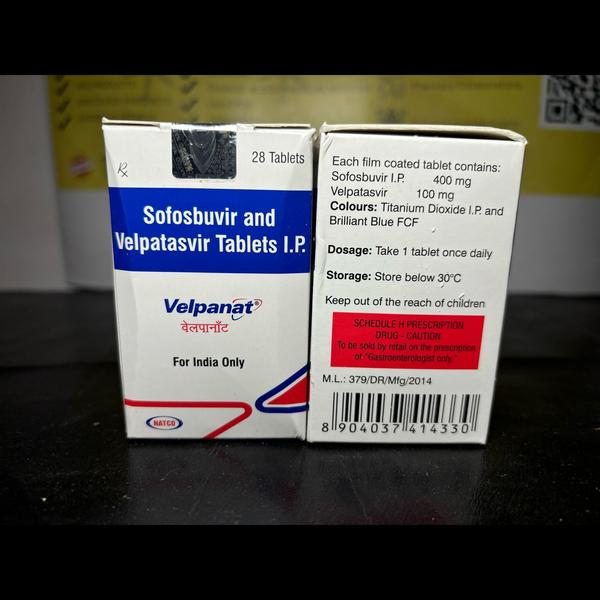 ℞
28 Tablets
Sofosbuvir and
Velpatasvir Tablets I.P.
Velpanat®
वेलपानॅंट
For India Only
NATCO
Each film coated tablet contains:
Sofosbuvir I.P. 400 mg
Velpatasvir 100 mg
Colours: Titanium Dioxide I.P. and
Brilliant Blue FCF
Dosage: Take 1 tablet once daily
Storage: Store below 30°C
Keep out of the reach of children
SCHEDULE H PRESCRIPTION
DRUG - CAUTION
To be sold by retail on the prescription
of "Gastroenterologist only."
M.L.: 379/DR/Mfg/2014
8 904037 414330